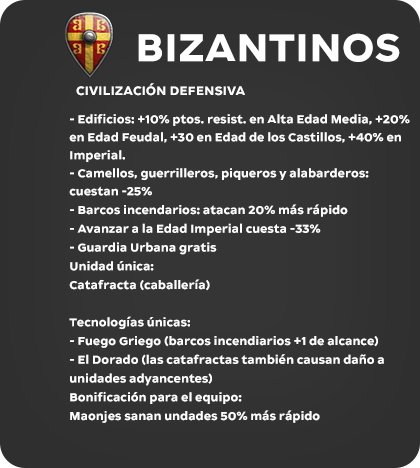 BIZANTINOS
CIVILIZACIÓN DEFENSIVA
- Edificios: +10% ptos. resist. en Alta Edad Media, +20%
en Edad Feudal, +30 en Edad de los Castillos, +40% en
Imperial.
- Camellos, guerrilleros, piqueros y alabarderos:
cuestan -25%
- Barcos incendarios: atacan 20% más rápido
- Avanzar a la Edad Imperial cuesta -33%
- Guardia Urbana gratis
Unidad única:
Catafracta (caballería)
Tecnologías únicas:
- Fuego Griego (barcos incendiarios +1 de alcance)
- El Dorado (las catafractas también causan daño a
unidades adyancentes)
Bonificación para el equipo:
Maonjes sanan undades 50% más rápido